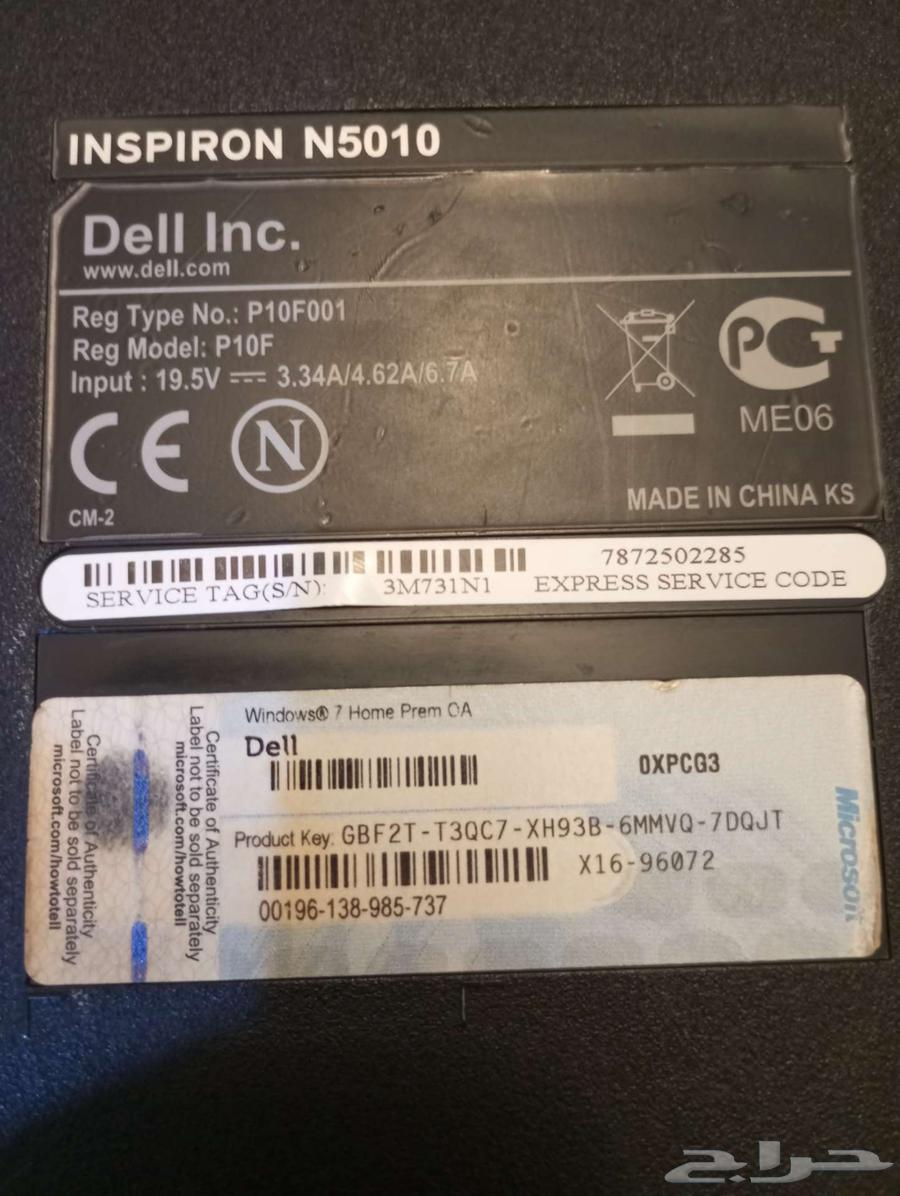 INSPIRON N5010
Dell Inc.
www.dell.com
Reg Type No.: P10F001
Reg Model: P10F
Input : 19.5V 3.34A/4.62A/6.7A
CE N
PCT
ME06
CM-2
MADE IN CHINA KS
7872502285
SERVICE TAG(S/N): 3M731N1 EXPRESS SERVICE CODE
Certificate of Authenticity
Label not to be sold separately
microsoft.com/howtotell
Certificate of Authenticity
Label not to be sold separately
microsoft.com/howtotell
Windows® 7 Home Prem OA
Dell
0XPCG3
Product Key: GBF2T-T3QC7-XH93B-6MMVQ-7DQJT
X16-96072
00196-138-985-737
Microsoft
حراج